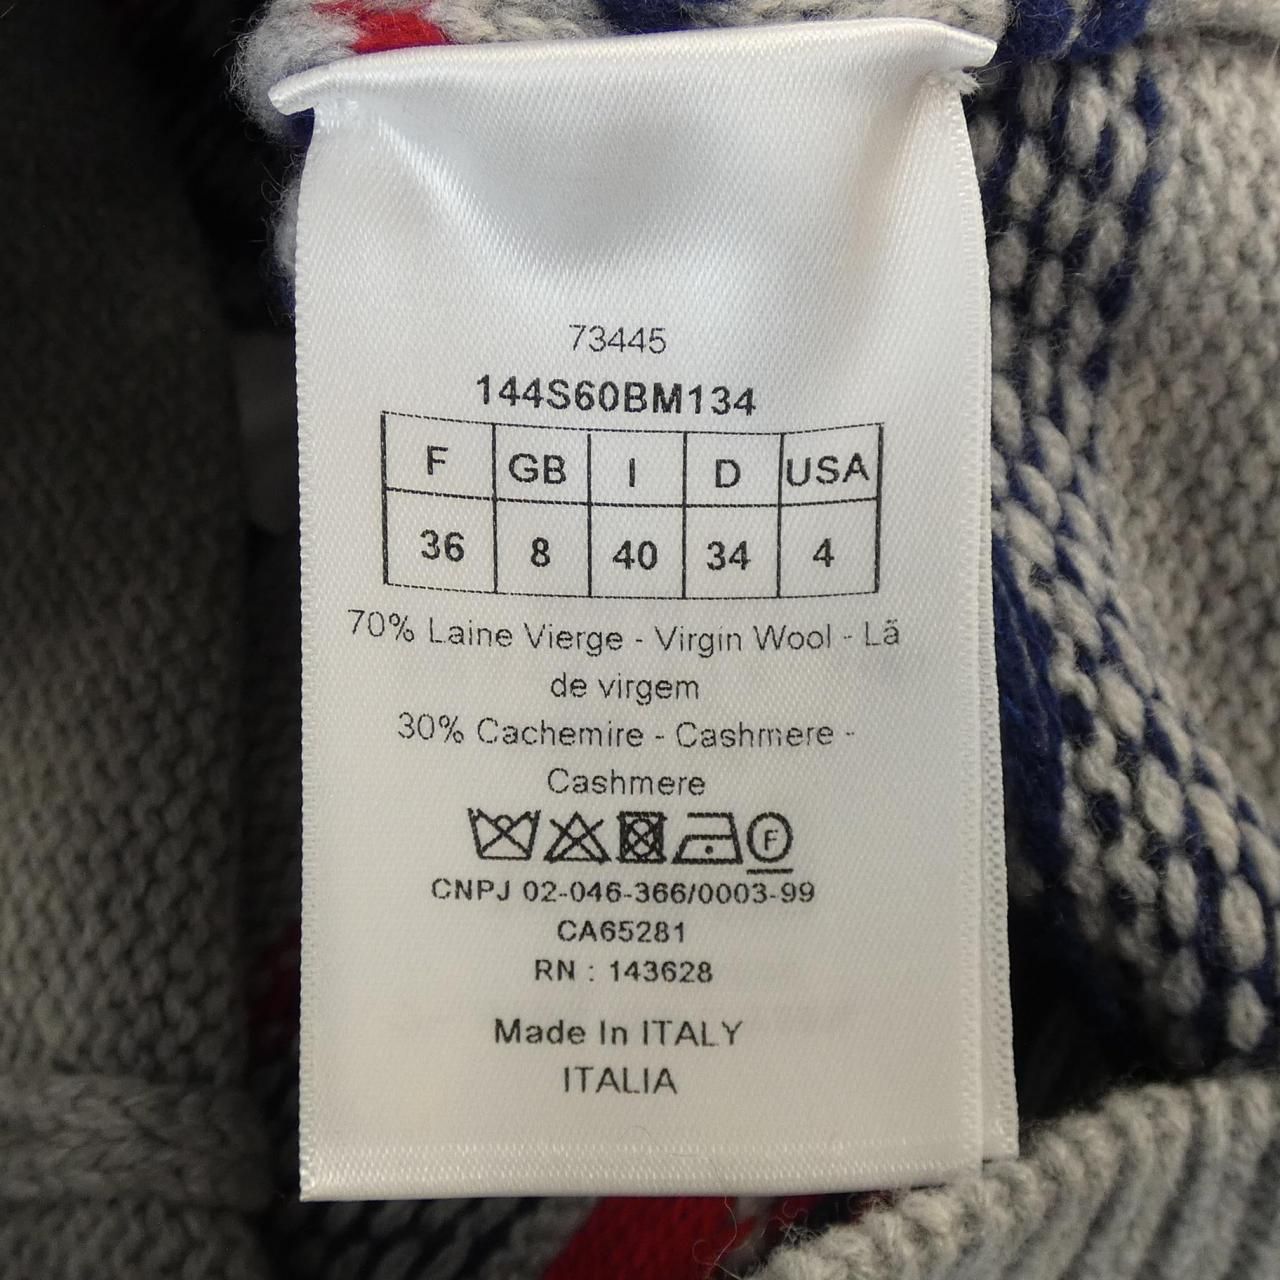 73445
144S60BM134
F GB I D USA
36 8 40 34 4
70% Laine Vierge - Virgin Wool - Lã
de virgem
30% Cachemire - Cashmere -
Cashmere
F
CNPJ 02-046-366/0003-99
CA65281
RN : 143628
Made In ITALY
ITALIA